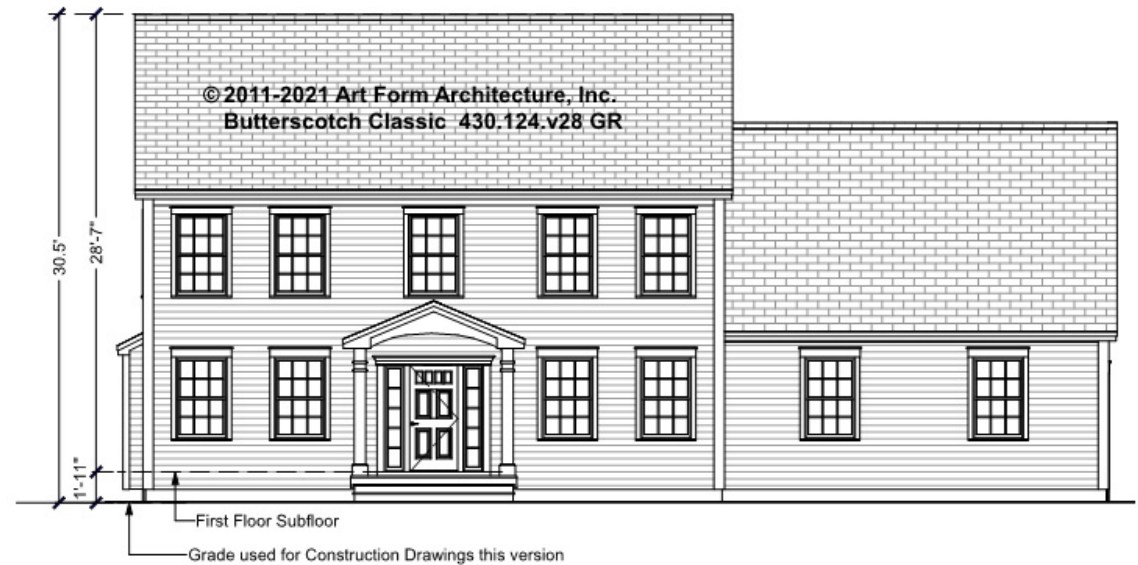 © 2011-2021 Art Form Architecture, Inc.
Butterscotch Classic 430.124.v28 GR
30.5"
28'-7"
1'-11"
First Floor Subfloor
Grade used for Construction Drawings this version